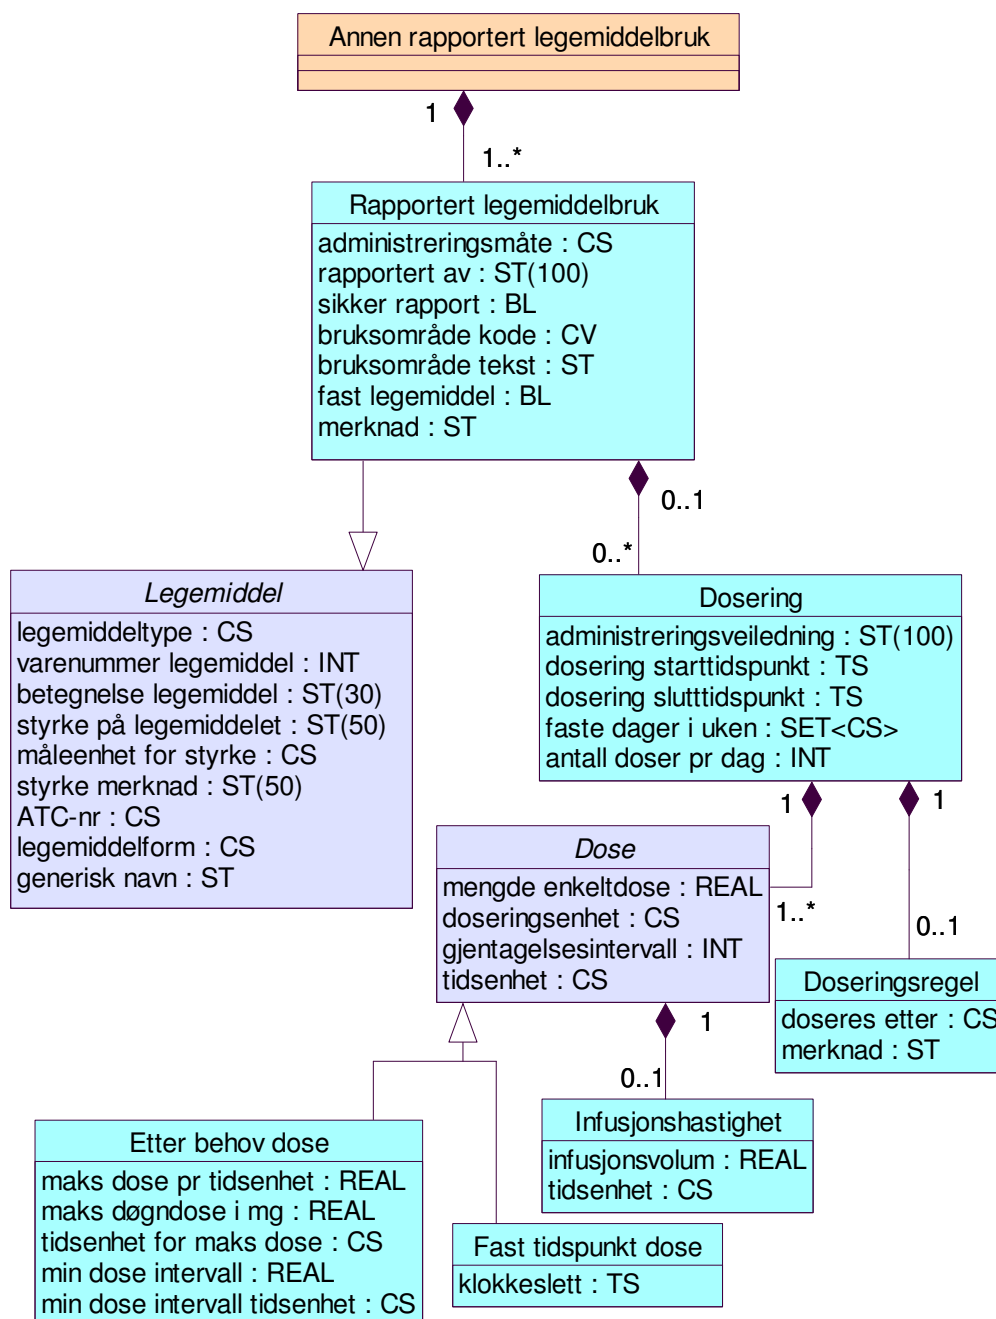 Annen rapportert legemiddelbruk
1
1..*
Rapportert legemiddelbruk
administreringsmåte : CS
rapportert av : ST(100)
sikker rapport : BL
bruksområde kode : CV
bruksområde tekst : ST
fast legemiddel : BL
merknad : ST
0..1
0..*
Legemiddel
legemiddeltype : CS
varenummer legemiddel : INT
betegnelse legemiddel : ST(30)
styrke på legemiddelet : ST(50)
måleenhet for styrke : CS
styrke merknad : ST(50)
ATC-nr : CS
legemiddelform : CS
generisk navn : ST
Dosering
administreringsveiledning : ST(100)
dosering starttidspunkt : TS
dosering slutttidspunkt : TS
faste dager i uken : SET<CS>
antall doser pr dag : INT
1
1
1..*
0..1
Dose
mengde enkeltdose : REAL
doseringsenhet : CS
gjentagelsesintervall : INT
tidsenhet : CS
Doseringsregel
doseres etter : CS
merknad : ST
1
0..1
Etter behov dose
maks dose pr tidsenhet : REAL
maks døgndose i mg : REAL
tidsenhet for maks dose : CS
min dose intervall : REAL
min dose intervall tidsenhet : CS
Infusjonshastighet
infusjonsvolum : REAL
tidsenhet : CS
Fast tidspunkt dose
klokkeslett : TS